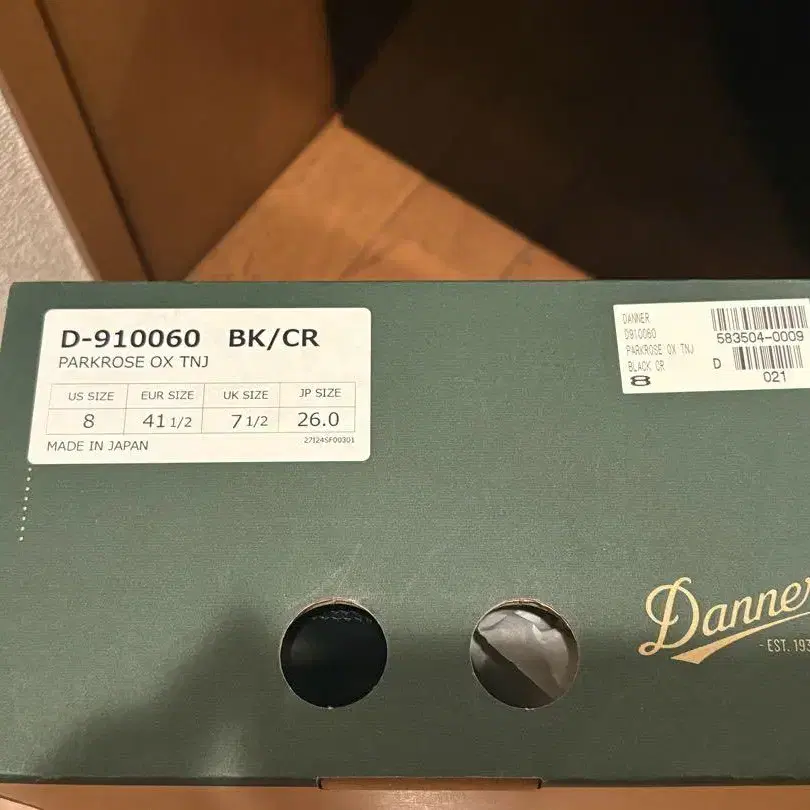 D-910060 BK/CR
PARKROSE OX TNJ
US SIZE EUR SIZE UK SIZE JP SIZE
8 41 1/2 7 1/2 26.0
MADE IN JAPAN 27I24SF00301
DANNER
D910060
PARKROSE OX TNJ
BLACK CR
8
583504-0009
D
021
Danner
- EST. 193